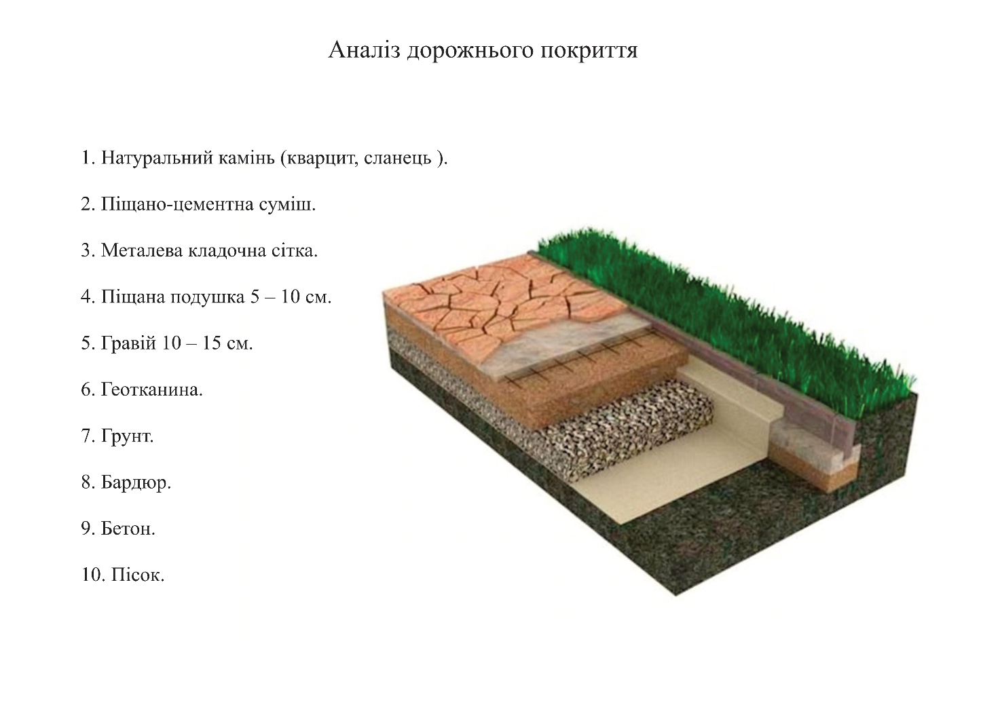 Аналіз дорожнього покриття
1. Натуральний камінь (кварцит, сланець ).
2. Піщано-цементна суміш.
3. Металева кладочна сітка.
4. Піщана подушка 5 – 10 см.
5. Гравій 10 – 15 см.
6. Геотканина.
7. Грунт.
8. Бардюр.
9. Бетон.
10. Пісок.